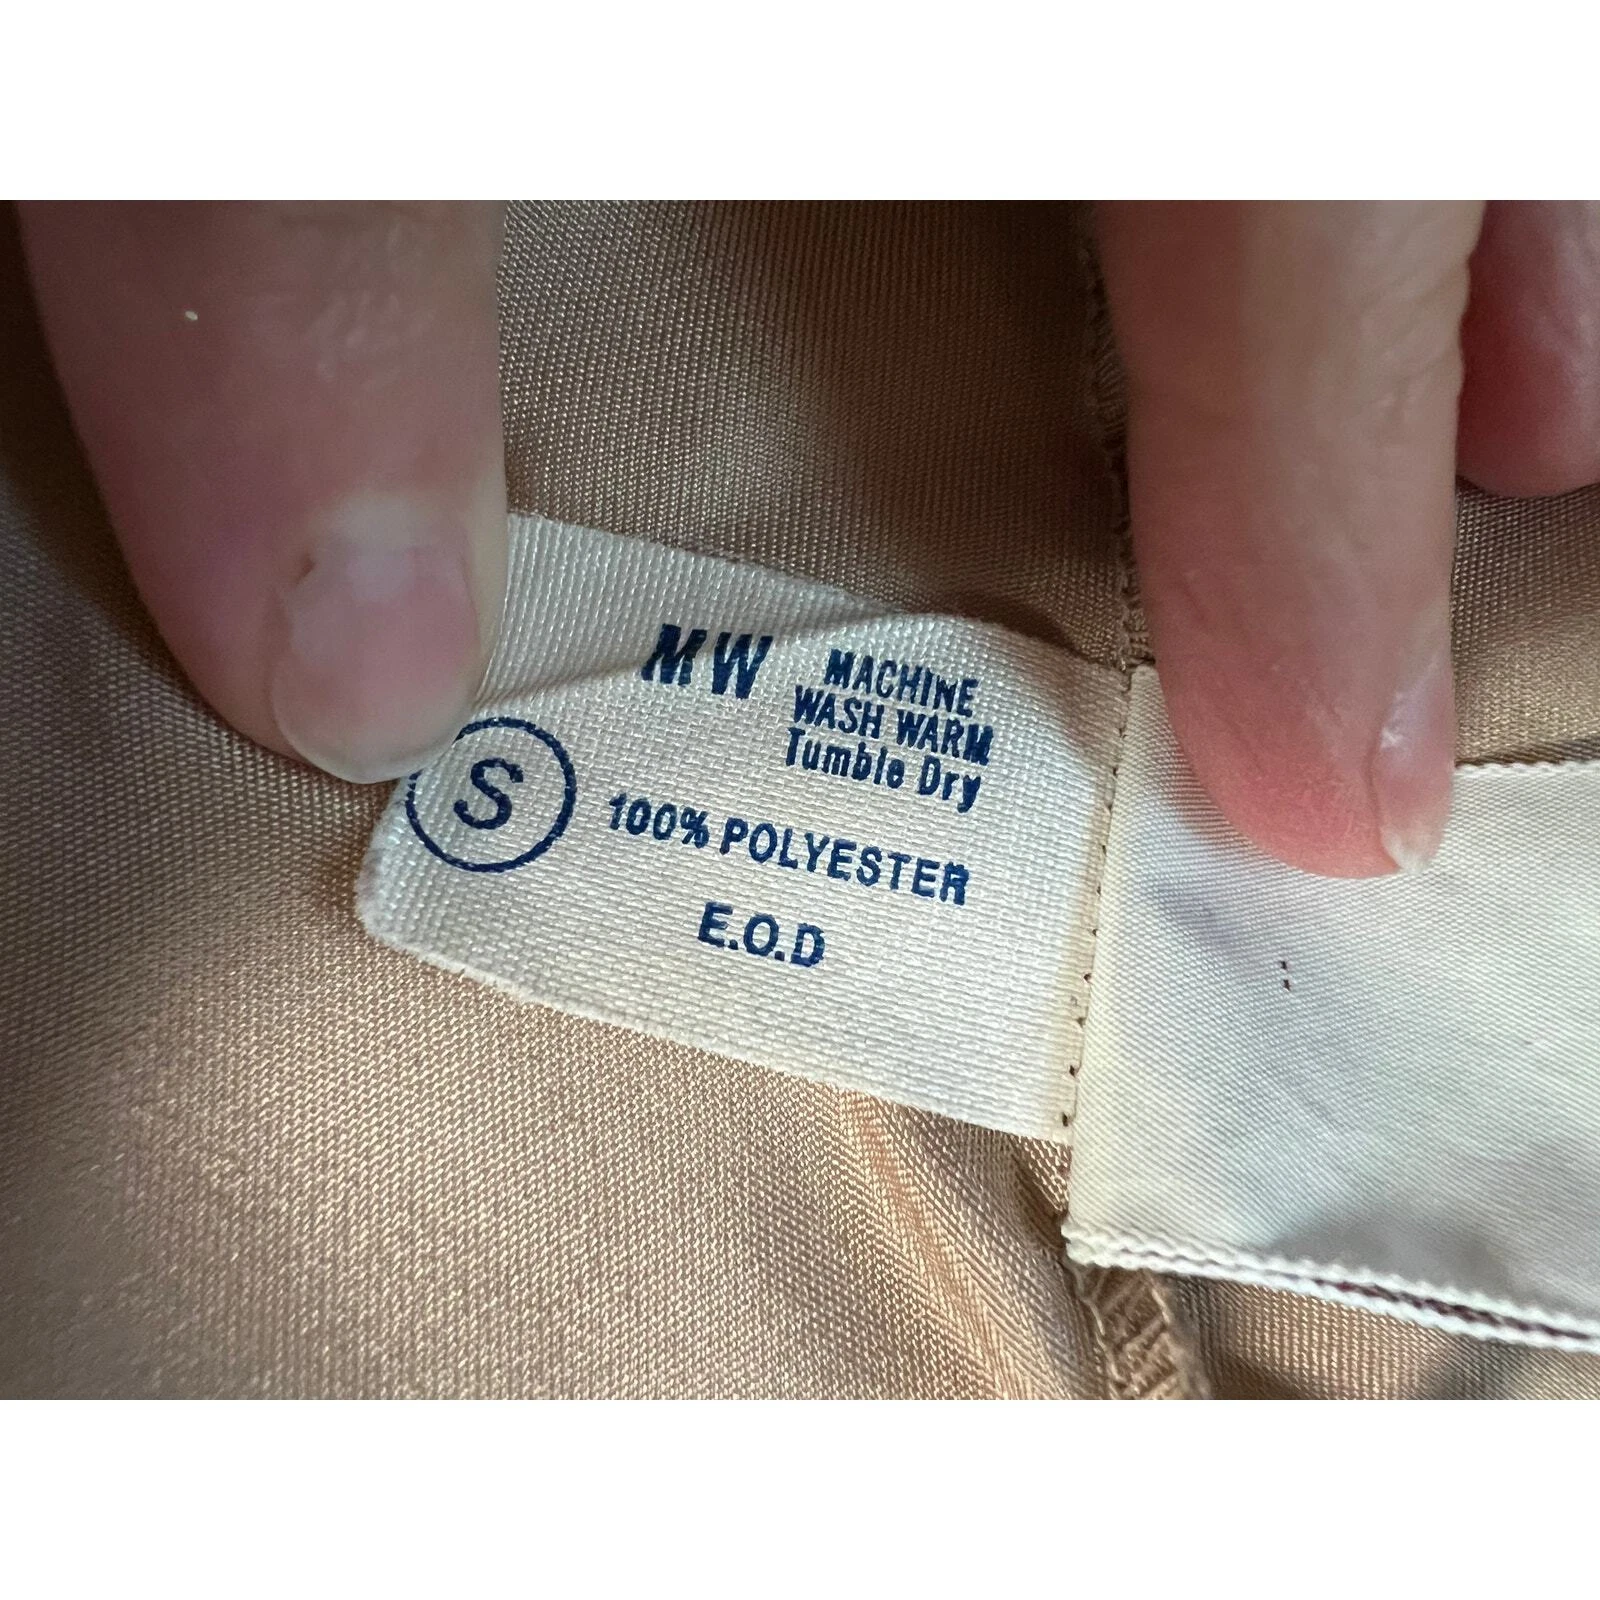 MW
MACHINE
WASH WARM
Tumble Dry
S
100% POLYESTER
E.O.D